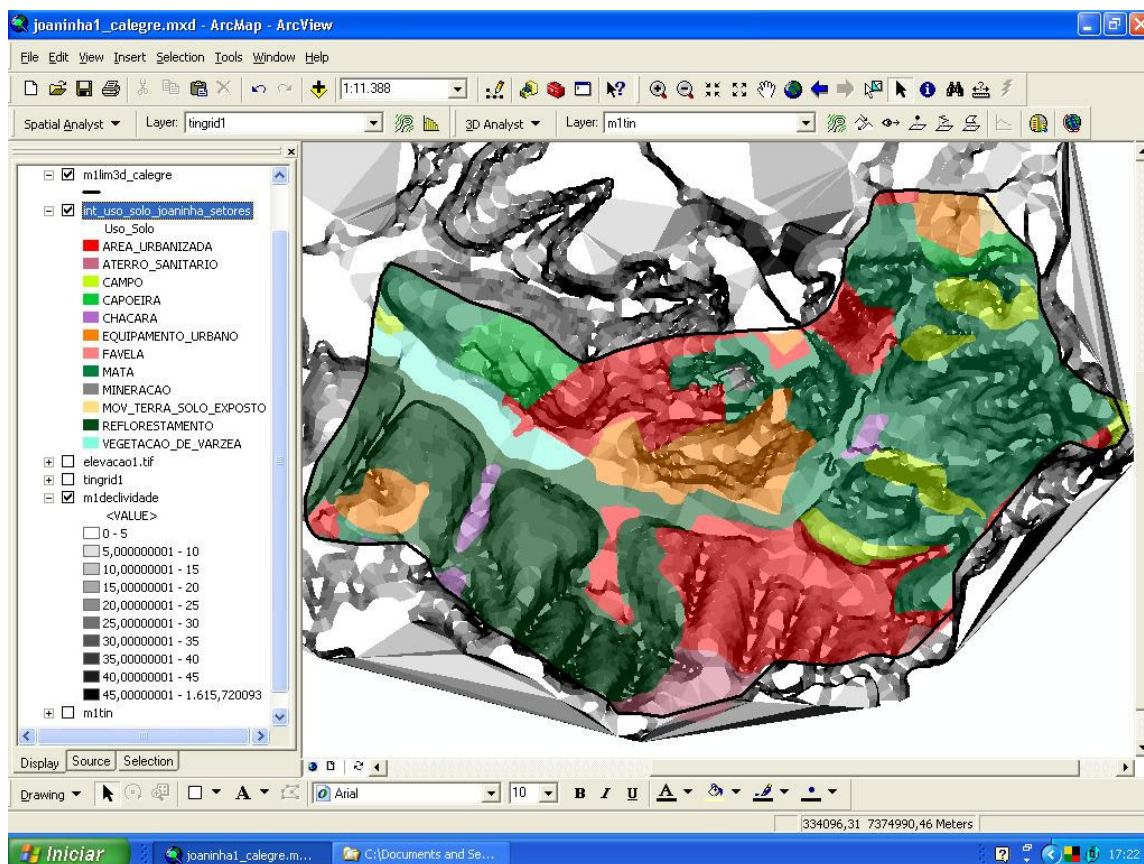 joaninha1_calegre.mxd - ArcMap - ArcView
File Edit View Insert Selection Tools Window Help
1:11.388
Spatial Analyst Layer: tingrid1 3D Analyst Layer: m1tin
m1lim3d_calegre
int_uso_solo_joaninha_setores
Uso_Solo
AREA_URBANIZADA
ATERRO_SANITARIO
CAMPO
CAPOEIRA
CHACARA
EQUIPAMENTO_URBANO
FAVELA
MATA
MINERACAO
MOV_TERRA_SOLO_EXPOSTO
REFLORESTAMENTO
VEGETACAO_DE_VARZEA
elevacao1.tif
tingrid1
m1declividade
<VALUE>
0 - 5
5,000000001 - 10
10,00000001 - 15
15,00000001 - 20
20,00000001 - 25
25,00000001 - 30
30,00000001 - 35
35,00000001 - 40
40,00000001 - 45
45,00000001 - 1.615,720093
m1tin
Display Source Selection
Drawing A Arial 10 B I U A
334096,31 7374990,46 Meters
Iniciar joaninha1_calegre.m... C:\Documents and Se... 17:22